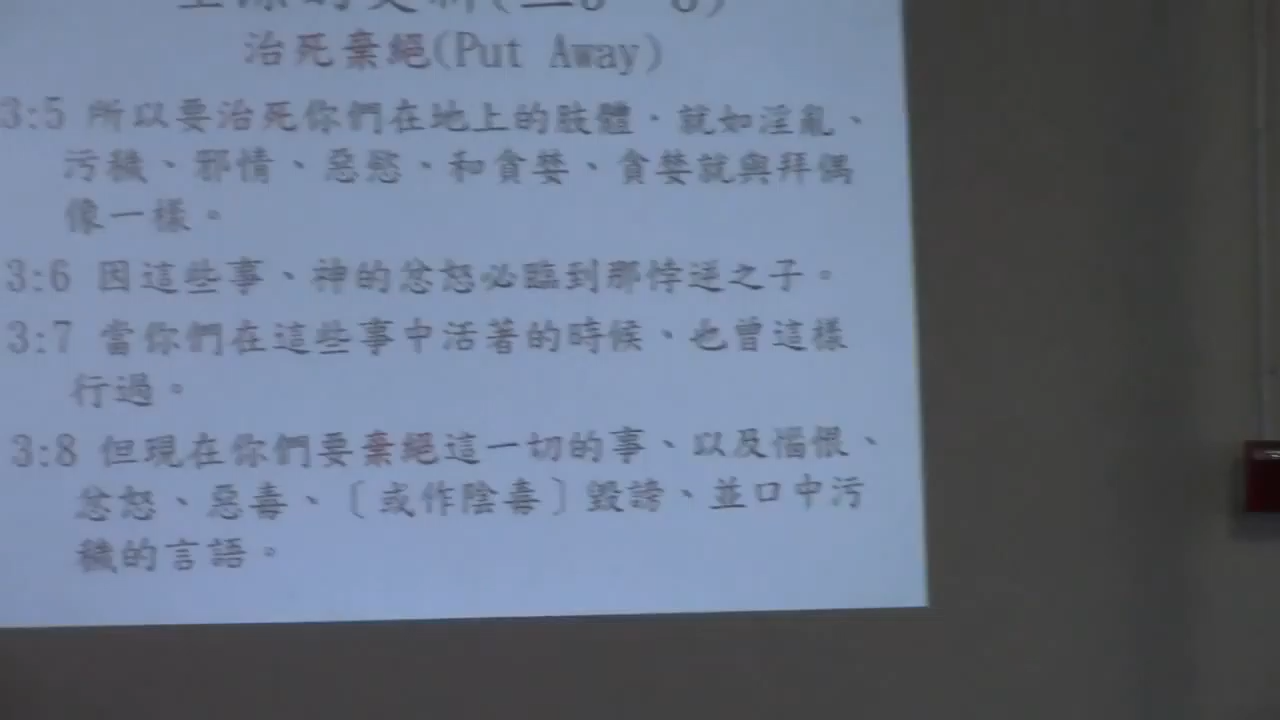 治死棄絕(Put Away)
3:5 所以要治死你們在地上的肢體．就如淫亂、
污穢、邪情、惡慾、和貪婪、貪婪就與拜偶
像一樣。
3:6 因這些事、神的忿怒必臨到那悖逆之子。
3:7 當你們在這些事中活著的時候、也曾這樣
行過。
3:8 但現在你們要棄絕這一切的事、以及惱恨、
忿怒、惡毒、〔或作陰毒〕毀謗、並口中污
穢的言語。